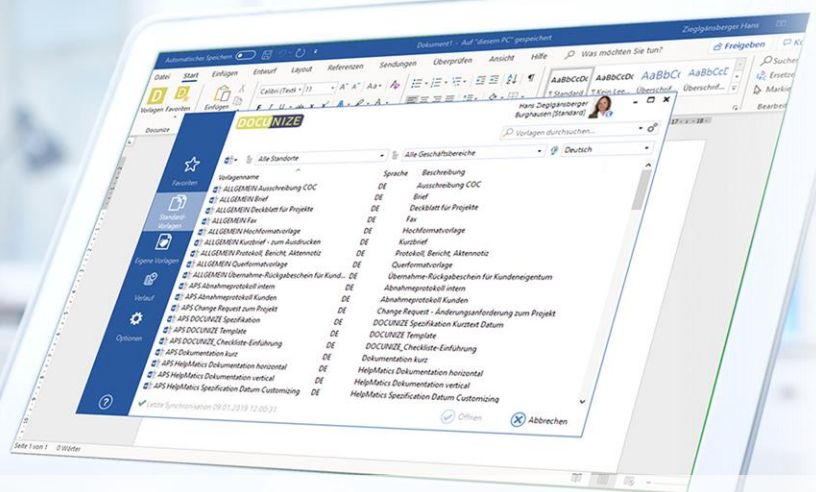 Automatisches Speichern
Dokument1 - Auf "diesem PC" gespeichert
Zieglgänsberger Hans
Datei Start Einfügen Entwurf Layout Referenzen Sendungen Überprüfen Ansicht Hilfe Was möchten Sie tun? Freigeben
Calibri (Textk 11
AaBbCcDc AaBbCcDc AaBbCc AaBbCcC
Vorlagen Favoriten Einfügen
1 Standard 1 Kein Lee... Überschrif... Überschrif...
Docunize
DOCUNIZE
Hans Zieglgänsberger
Burghausen (Standard)
Vorlagen durchsuchen...
Alle Standorte Alle Geschäftsbereiche Deutsch
Favoriten
Standard-
Vorlagen
Eigene Vorlagen
Verlauf
Optionen
Vorlagenname Sprache Beschreibung
ALLGEMEIN Ausschreibung COC DE Ausschreibung COC
ALLGEMEIN Brief DE Brief
ALLGEMEIN Deckblatt für Projekte DE Deckblatt für Projekte
ALLGEMEIN Fax DE Fax
ALLGEMEIN Hochformatvorlage DE Hochformatvorlage
ALLGEMEIN Kurzbrief - zum Ausdrucken DE Kurzbrief
ALLGEMEIN Protokoll, Bericht, Aktennotiz DE Protokoll, Bericht, Aktennotiz
ALLGEMEIN Querformatvorlage DE Querformatvorlage
ALLGEMEIN Übernahme-Rückgabeschein für Kund... DE Übernahme-Rückgabeschein für Kundeneigentum
APS Abnahmeprotokoll intern DE Abnahmeprotokoll intern
APS Abnahmeprotokoll Kunden DE Abnahmeprotokoll Kunden
APS Change Request zum Projekt DE Change Request - Änderungsanforderung zum Projekt
APS DOCUNIZE Spezifikation DE DOCUNIZE Spezifikation Kurztext Datum
APS DOCUNIZE Template DE DOCUNIZE Template
APS DOCUNIZE_Checkliste-Einführung DE DOCUNIZE_Checkliste-Einführung
APS Dokumentation kurz DE Dokumentation kurz
APS HelpMatics Dokumentation horizontal DE HelpMatics Dokumentation horizontal
APS HelpMatics Dokumentation vertical DE HelpMatics Dokumentation vertical
APS HelpMatics Spezifikation Datum Customizing DE HelpMatics Spezifikation Datum Customizing
Letzte Synchronisation 09.01.2019 12:00:31
Öffnen Abbrechen
Seite 1 von 1 0 Wörter